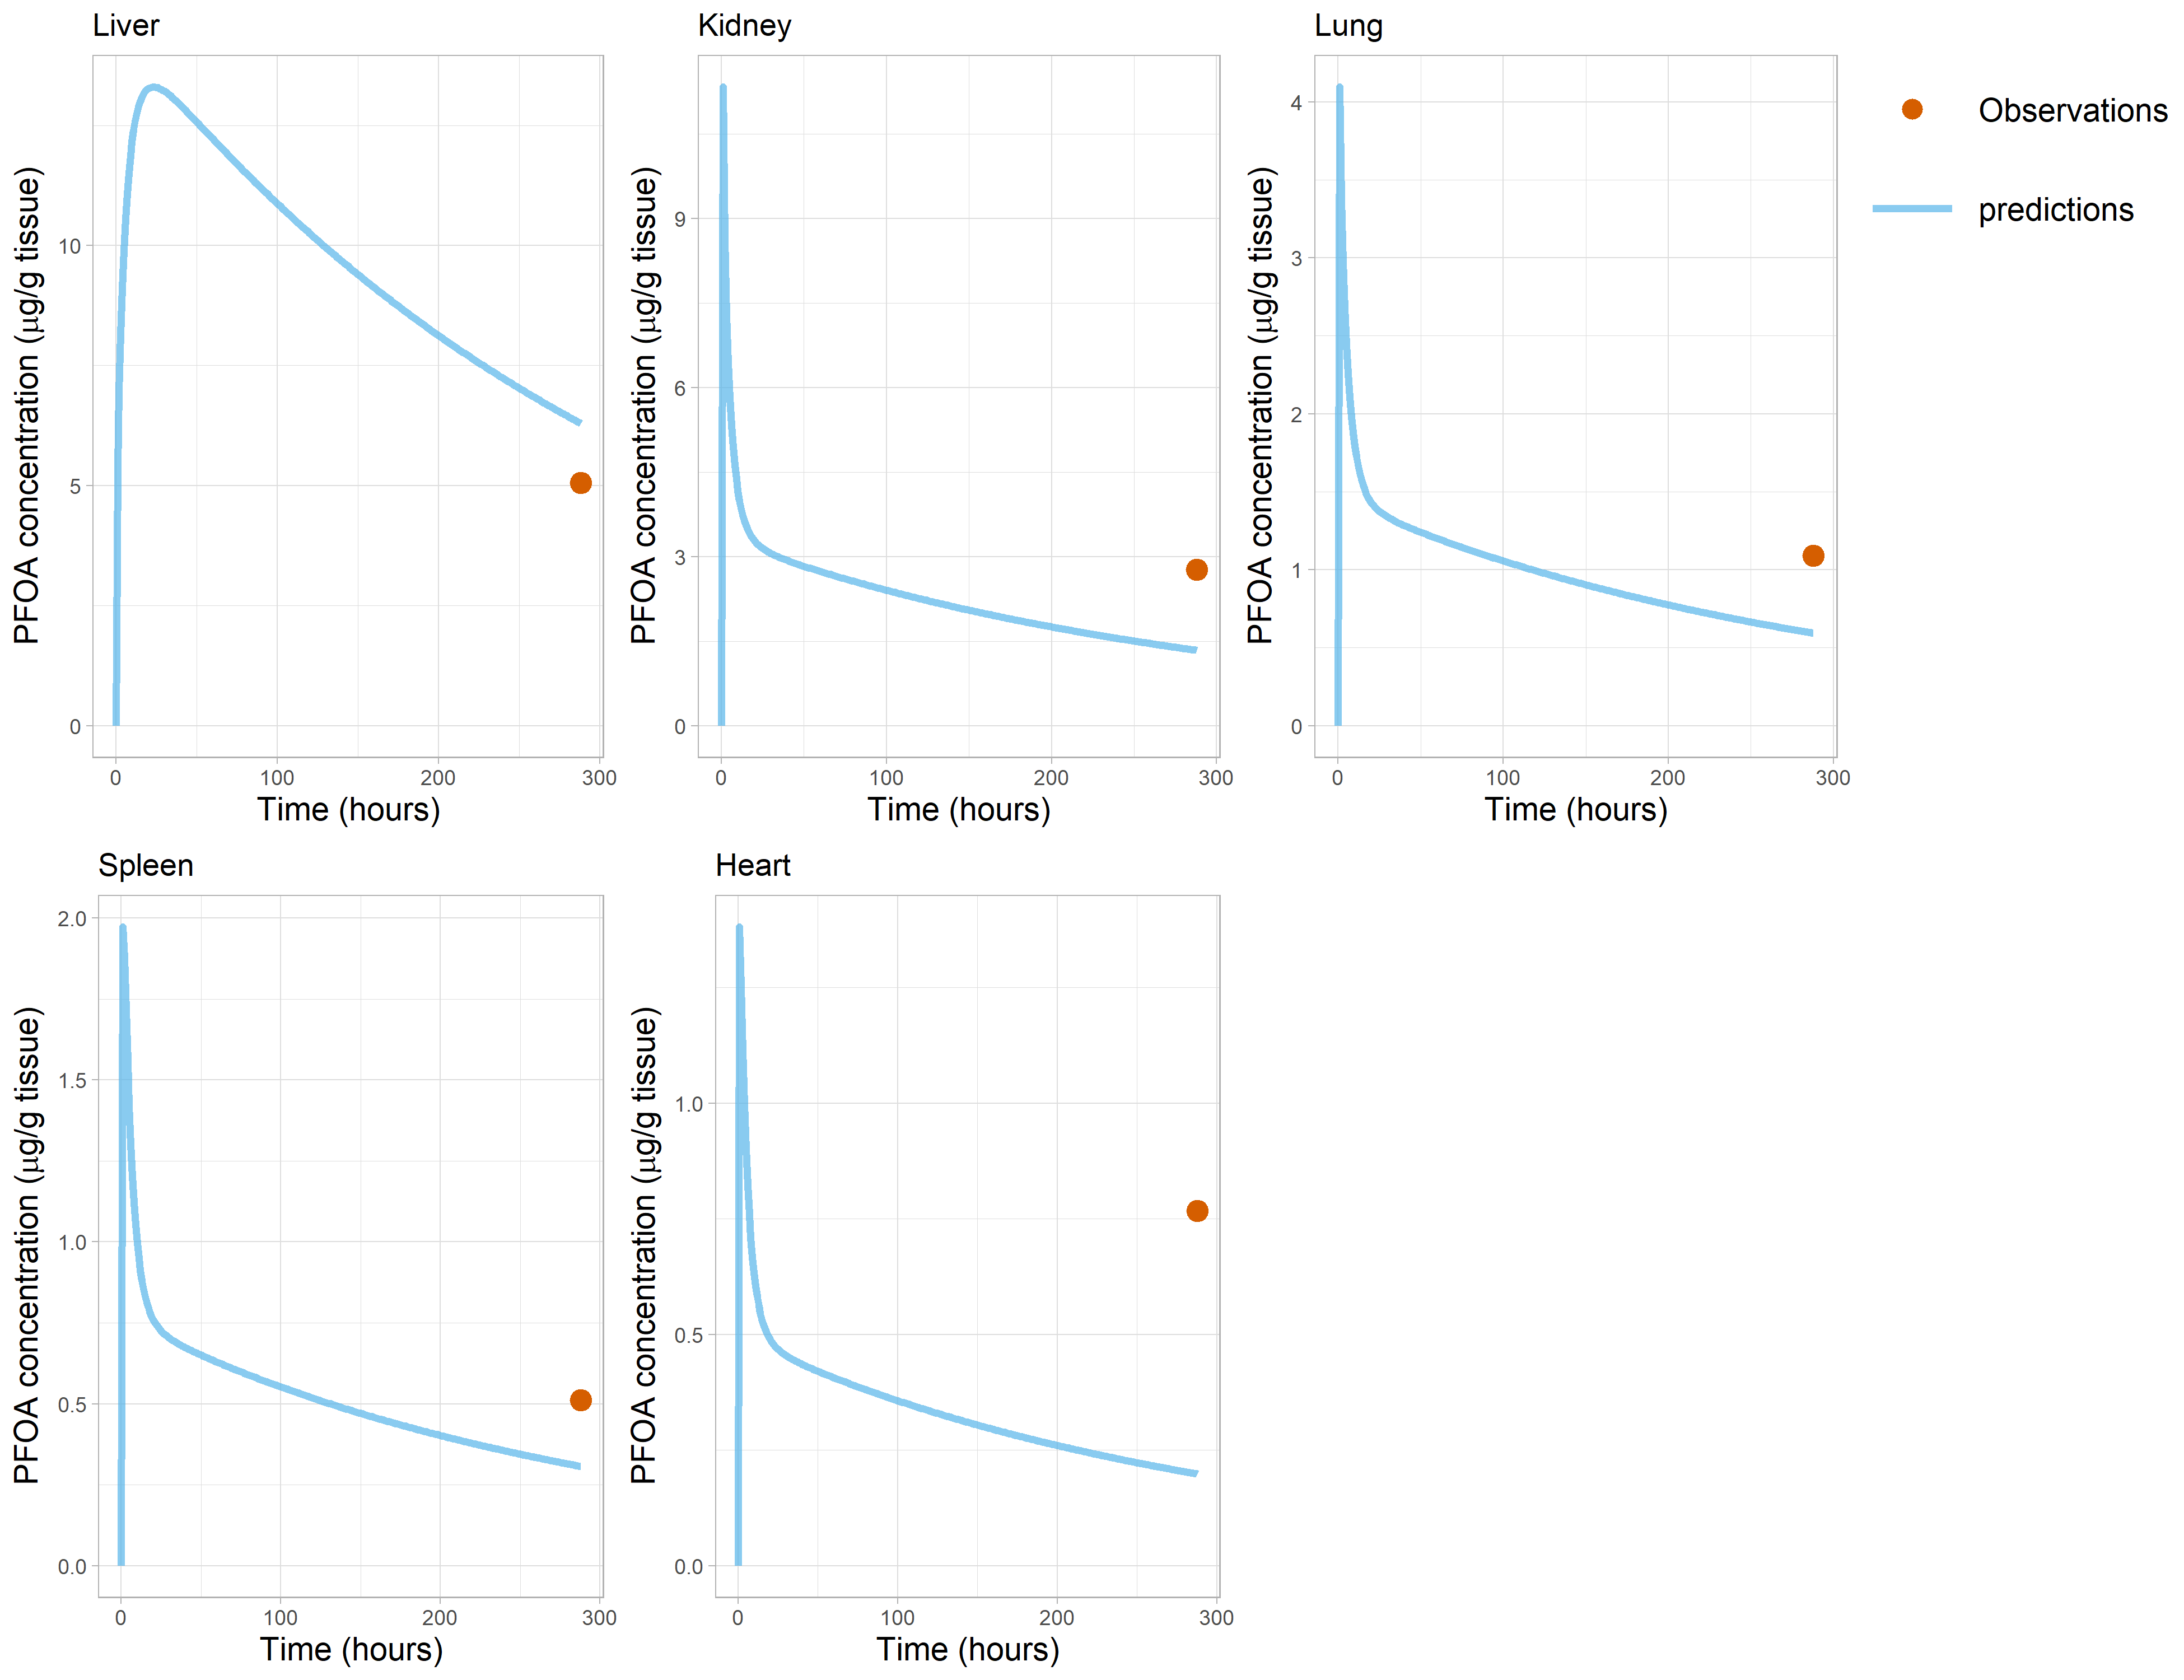 Liver
PFOA concentration (μg/g tissue)
10
5
0
0 100 200 300
Time (hours)
Kidney
PFOA concentration (μg/g tissue)
9
6
3
0
0 100 200 300
Time (hours)
Lung
PFOA concentration (μg/g tissue)
4
3
2
1
0
0 100 200 300
Time (hours)
Observations
predictions
Spleen
PFOA concentration (μg/g tissue)
2.0
1.5
1.0
0.5
0.0
0 100 200 300
Time (hours)
Heart
PFOA concentration (μg/g tissue)
1.0
0.5
0.0
0 100 200 300
Time (hours)